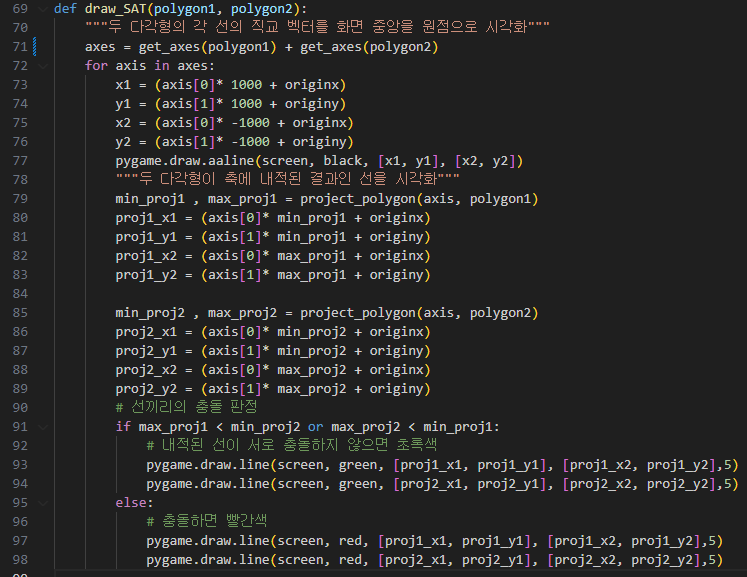 69 def draw_SAT(polygon1, polygon2):
70     """두 다각형의 각 선의 직교 벡터를 화면 중앙을 원점으로 시각화"""
71     axes = get_axes(polygon1) + get_axes(polygon2)
72     for axis in axes:
73         x1 = (axis[0]* 1000 + originx)
74         y1 = (axis[1]* 1000 + originy)
75         x2 = (axis[0]* -1000 + originx)
76         y2 = (axis[1]* -1000 + originy)
77         pygame.draw.aaline(screen, black, [x1, y1], [x2, y2])
78         """두 다각형이 축에 내적된 결과인 선을 시각화"""
79         min_proj1 , max_proj1 = project_polygon(axis, polygon1)
80         proj1_x1 = (axis[0]* min_proj1 + originx)
81         proj1_y1 = (axis[1]* min_proj1 + originy)
82         proj1_x2 = (axis[0]* max_proj1 + originx)
83         proj1_y2 = (axis[1]* max_proj1 + originy)
84
85         min_proj2 , max_proj2 = project_polygon(axis, polygon2)
86         proj2_x1 = (axis[0]* min_proj2 + originx)
87         proj2_y1 = (axis[1]* min_proj2 + originy)
88         proj2_x2 = (axis[0]* max_proj2 + originx)
89         proj2_y2 = (axis[1]* max_proj2 + originy)
90         # 선끼리의 충돌 판정
91         if max_proj1 < min_proj2 or max_proj2 < min_proj1:
92             # 내적된 선이 서로 충돌하지 않으면 초록색
93             pygame.draw.line(screen, green, [proj1_x1, proj1_y1], [proj1_x2, proj1_y2],5)
94             pygame.draw.line(screen, green, [proj2_x1, proj2_y1], [proj2_x2, proj2_y2],5)
95         else:
96             # 충돌하면 빨간색
97             pygame.draw.line(screen, red, [proj1_x1, proj1_y1], [proj1_x2, proj1_y2],5)
98             pygame.draw.line(screen, red, [proj2_x1, proj2_y1], [proj2_x2, proj2_y2],5)